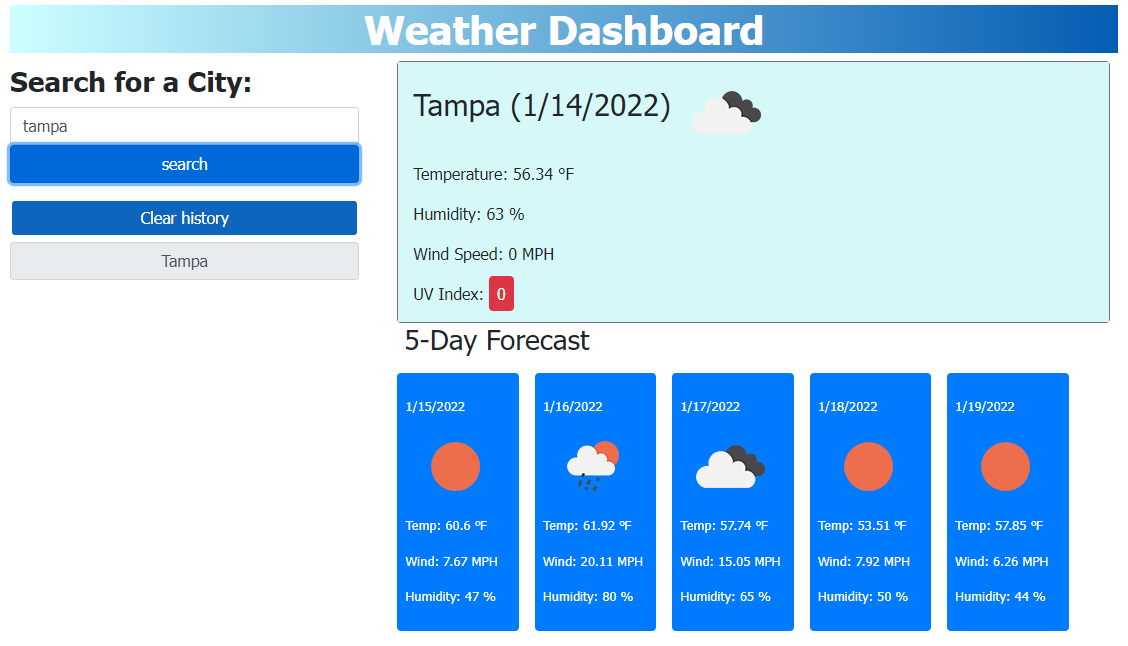 Weather Dashboard
Search for a City:
tampa
search
Clear history
Tampa
Tampa (1/14/2022)
Temperature: 56.34 °F
Humidity: 63 %
Wind Speed: 0 MPH
UV Index: 0
5-Day Forecast
1/15/2022
Temp: 60.6 °F
Wind: 7.67 MPH
Humidity: 47 %
1/16/2022
Temp: 61.92 °F
Wind: 20.11 MPH
Humidity: 80 %
1/17/2022
Temp: 57.74 °F
Wind: 15.05 MPH
Humidity: 65 %
1/18/2022
Temp: 53.51 °F
Wind: 7.92 MPH
Humidity: 50 %
1/19/2022
Temp: 57.85 °F
Wind: 6.26 MPH
Humidity: 44 %